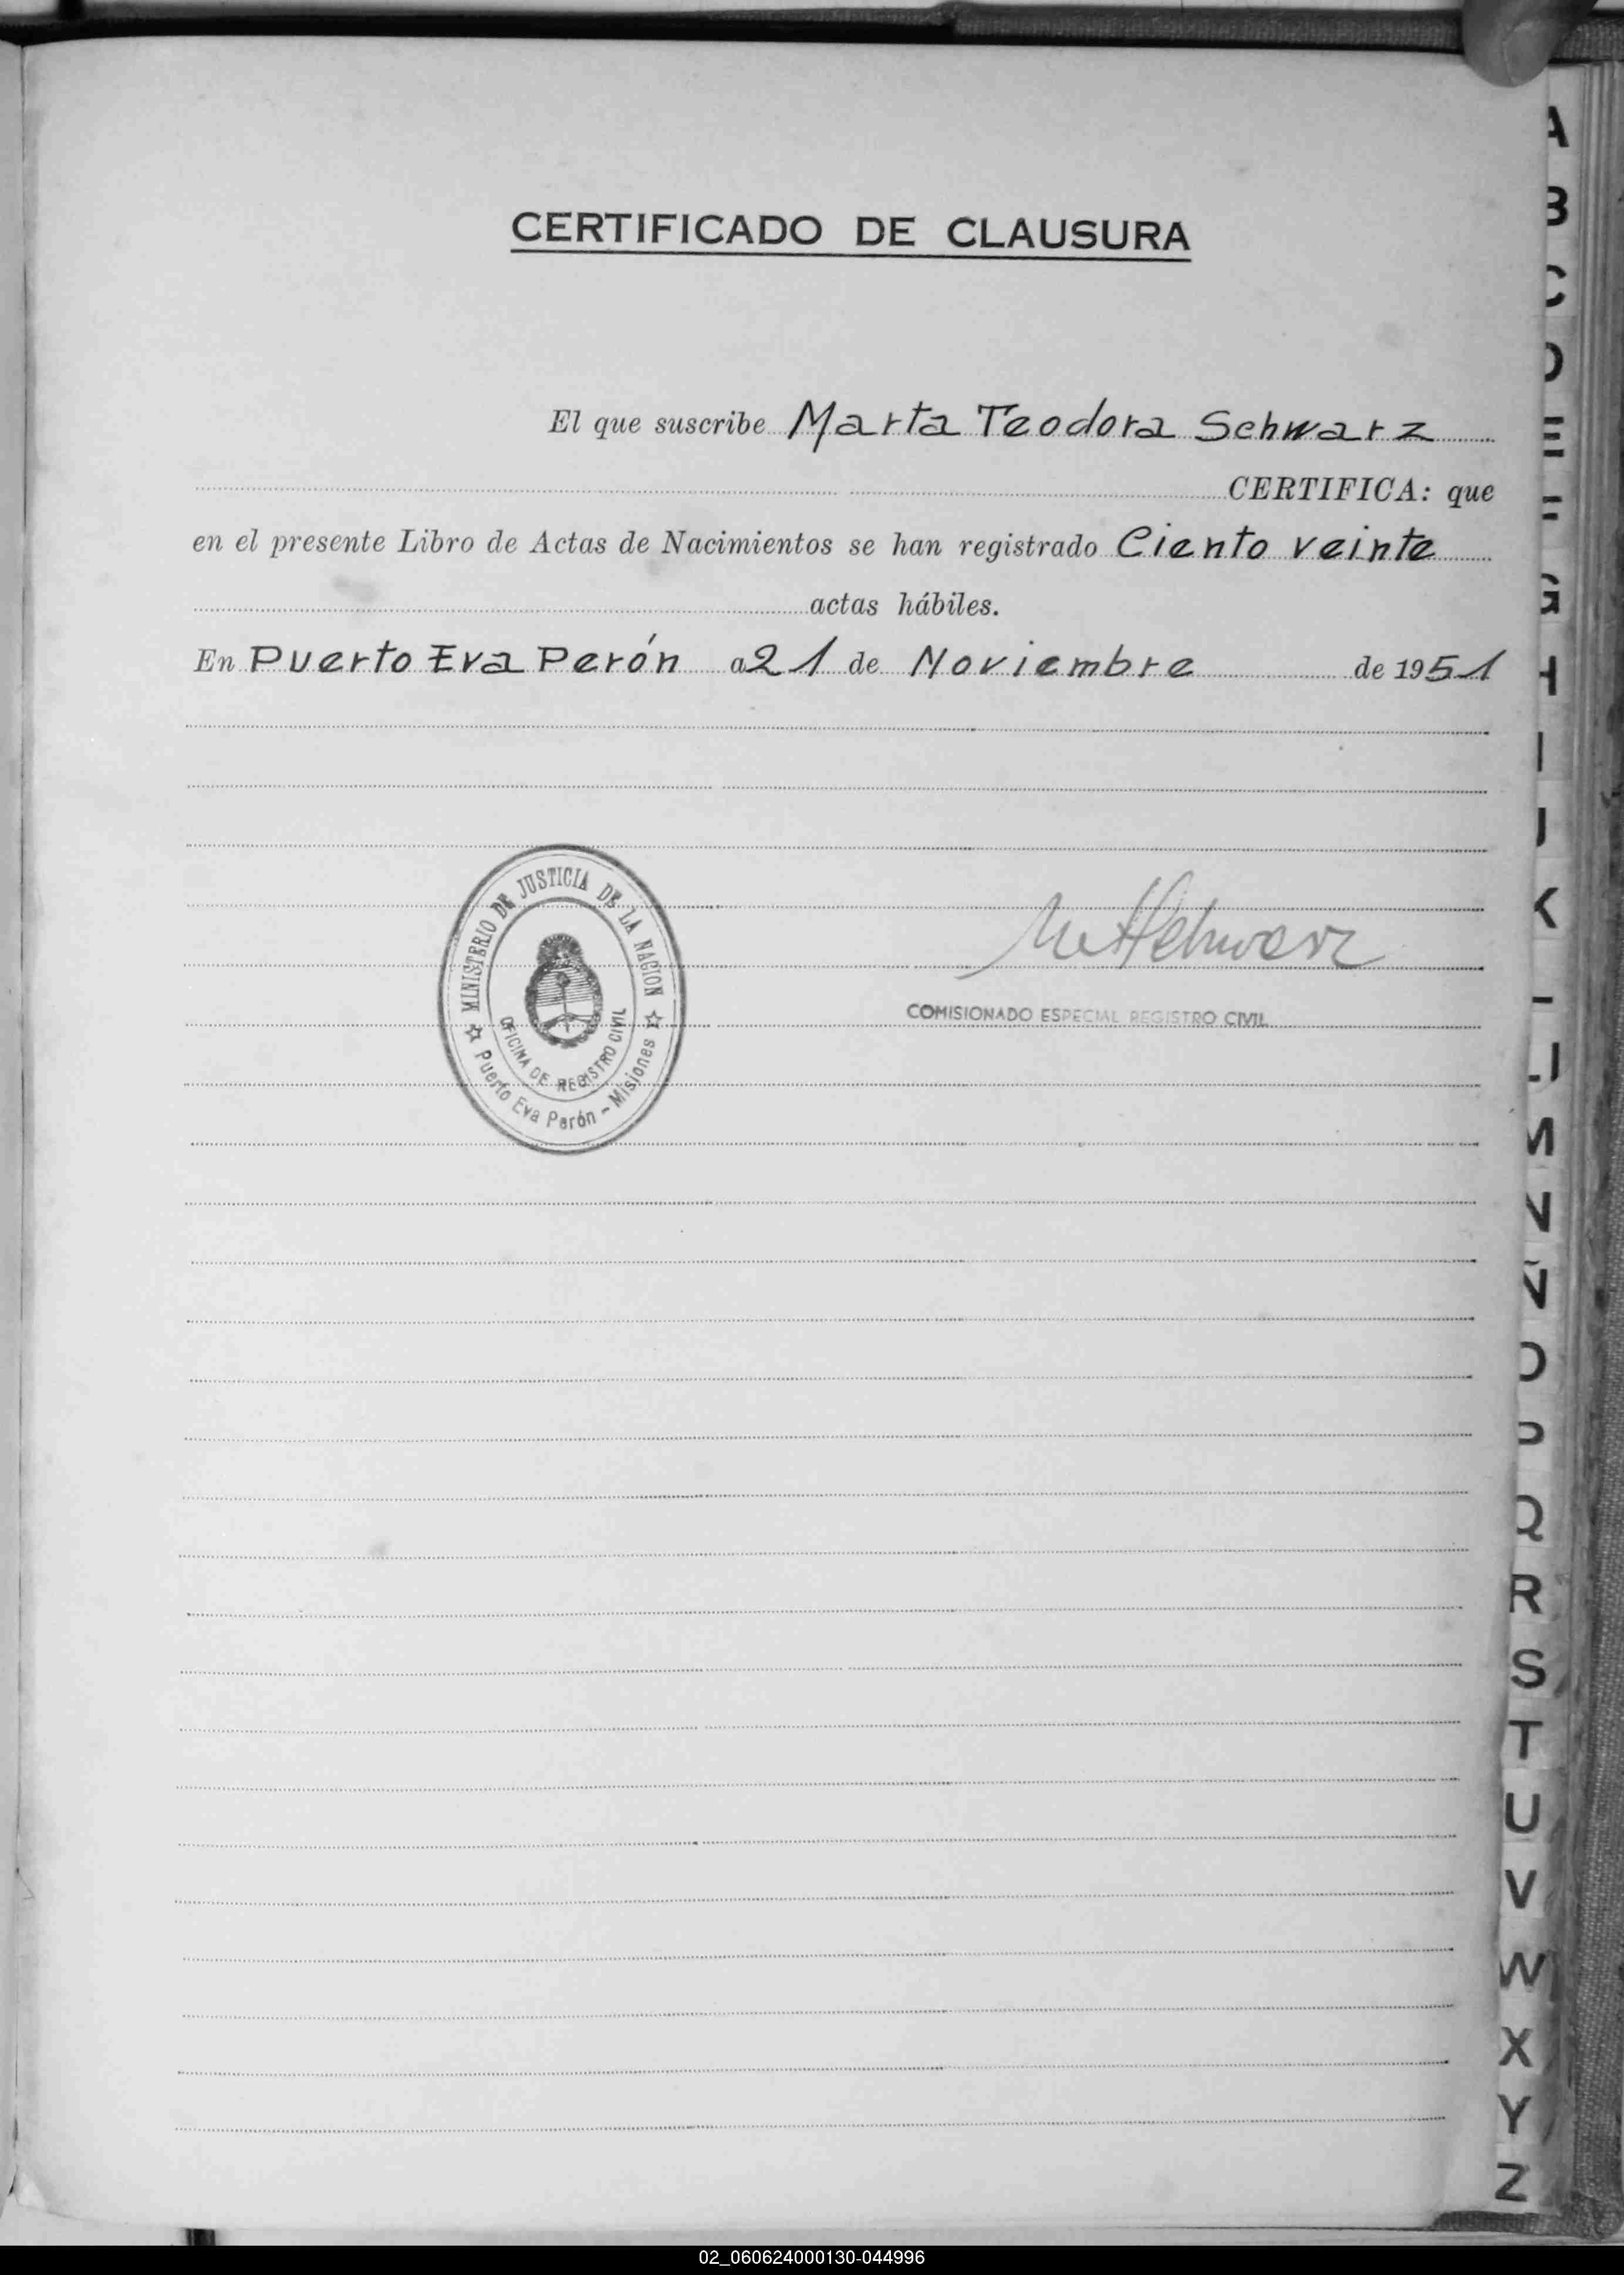 CERTIFICADO DE CLAUSURA
El que suscribe Marta Teodora Schwarz
CERTIFICA: que
en el presente Libro de Actas de Nacimientos se han registrado Ciento veinte
actas hábiles.
En Puerto Eva Perón a 21 de Noviembre de 1951
MINISTERIO DE JUSTICIA DE LA NACION
OFICINA DE REGISTRO CIVIL
Puerto Eva Perón - Misiones
COMISIONADO ESPECIAL REGISTRO CIVIL
A
B
C
D
E
F
G
H
I
J
K
L
LL
M
N
Ñ
O
P
Q
R
S
T
U
V
W
X
Y
Z
02_060624000130-044996